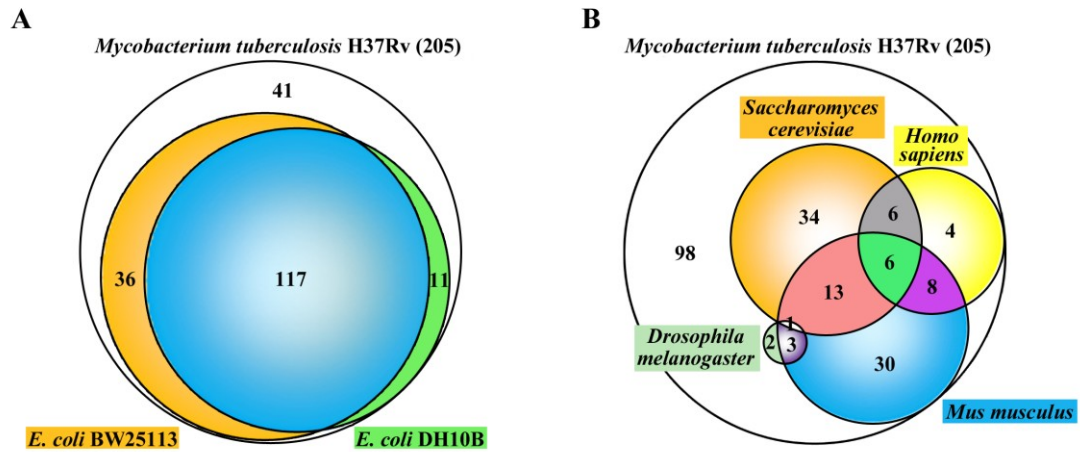 A
Mycobacterium tuberculosis H37Rv (205)
41
36
117
11
E. coli BW25113
E. coli DH10B
B
Mycobacterium tuberculosis H37Rv (205)
Saccharomyces
cerevisiae
Homo
sapiens
34
6
4
98
6
13
8
1
2
3
Drosophila
melanogaster
30
Mus musculus